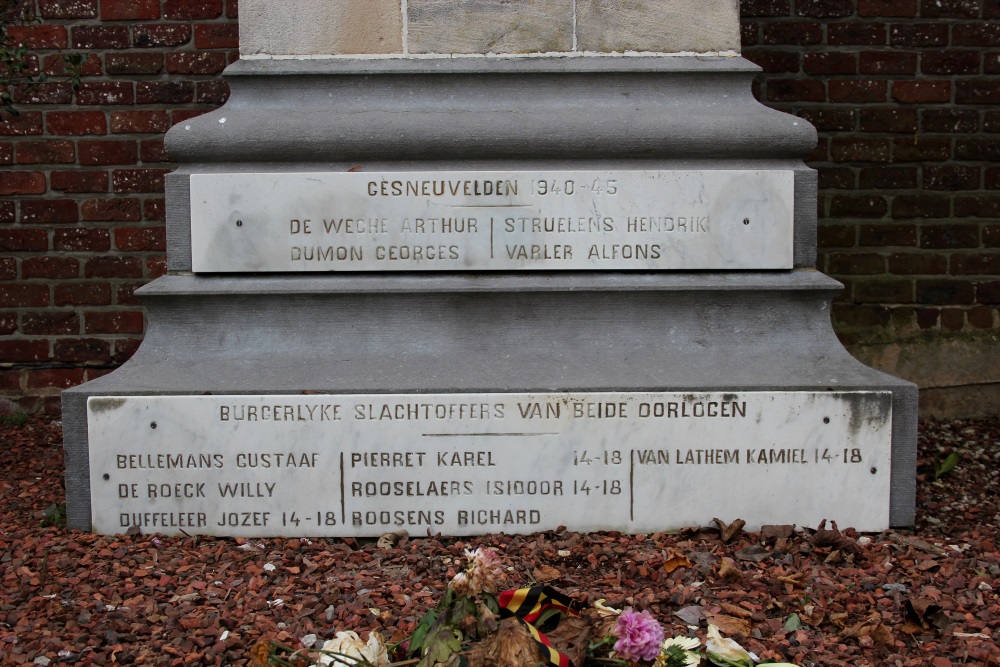 GESNEUVELDEN 1940-45
DE WEGHE ARTHUR
DUMON GEORGES
STRUELENS HENDRIK
VARLER ALFONS
BURGERLYKE SLACHTOFFERS VAN BEIDE OORLOGEN
BELLEMANS GUSTAAF
DE ROECK WILLY
DUFFELEER JOZEF 14-18
PIERRET KAREL 14-18
ROOSELAERS ISIDOOR 14-18
ROOSENS RICHARD
VAN LATHEM KAMIEL 14-18